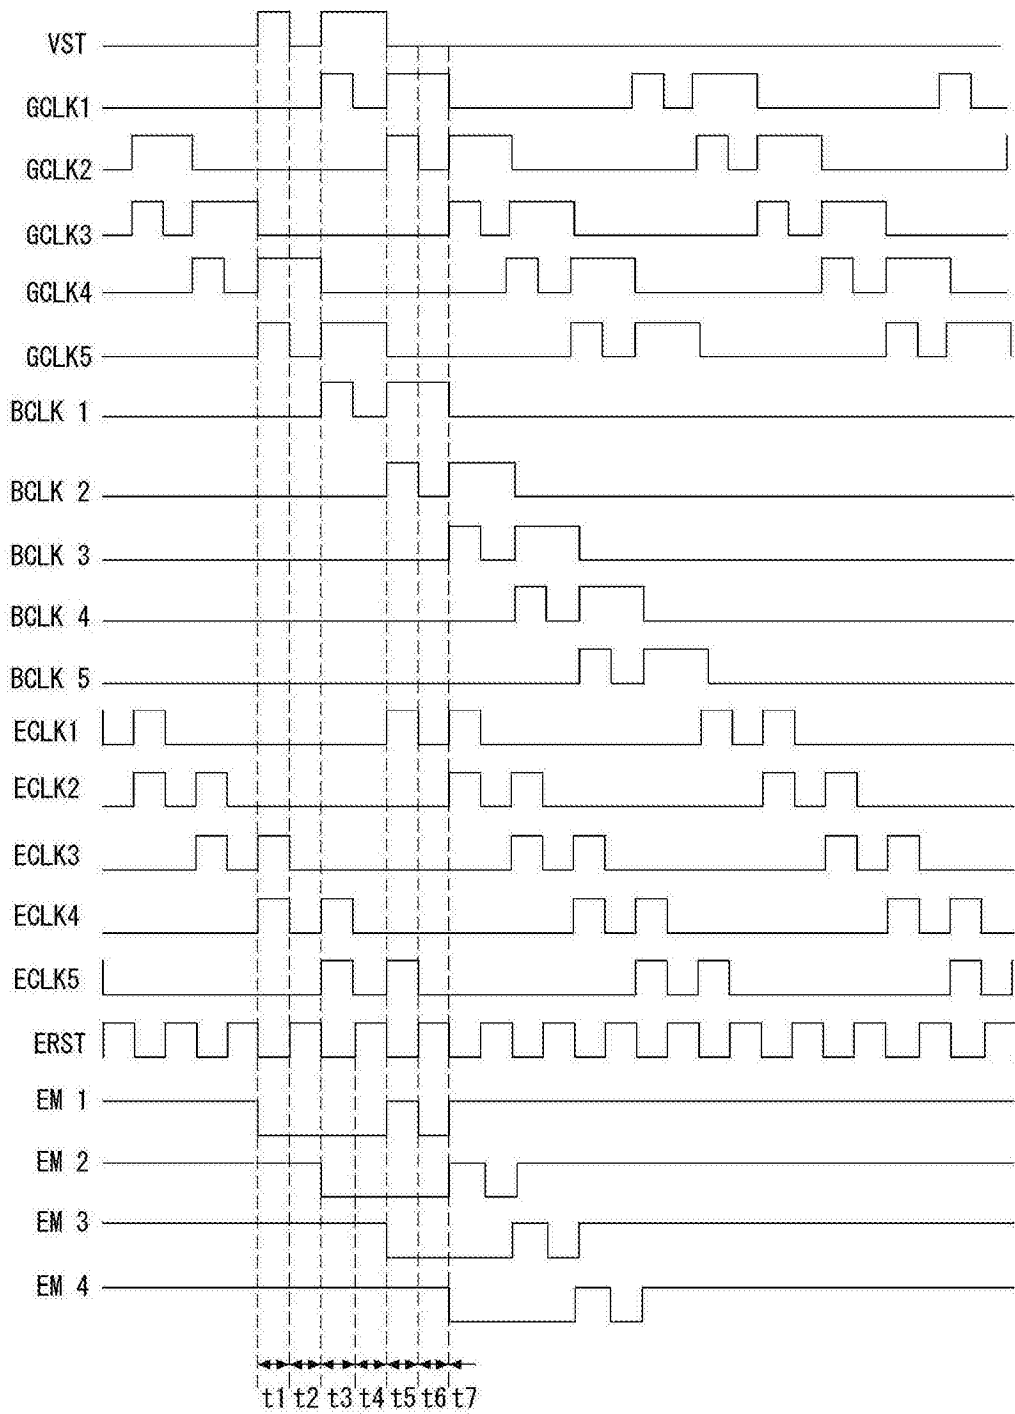 VST
GCLK1
GCLK2
GCLK3
GCLK4
GCLK5
BCLK 1
BCLK 2
BCLK 3
BCLK 4
BCLK 5
ECLK1
ECLK2
ECLK3
ECLK4
ECLK5
ERST
EM 1
EM 2
EM 3
EM 4
t1 t2 t3 t4 t5 t6 t7